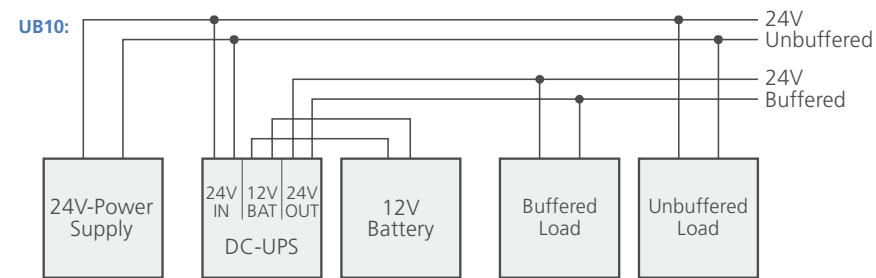 UB10:
24V
Unbuffered
24V
Buffered
24V-Power
Supply
24V 12V 24V
IN BAT OUT
DC-UPS
12V
Battery
Buffered
Load
Unbuffered
Load